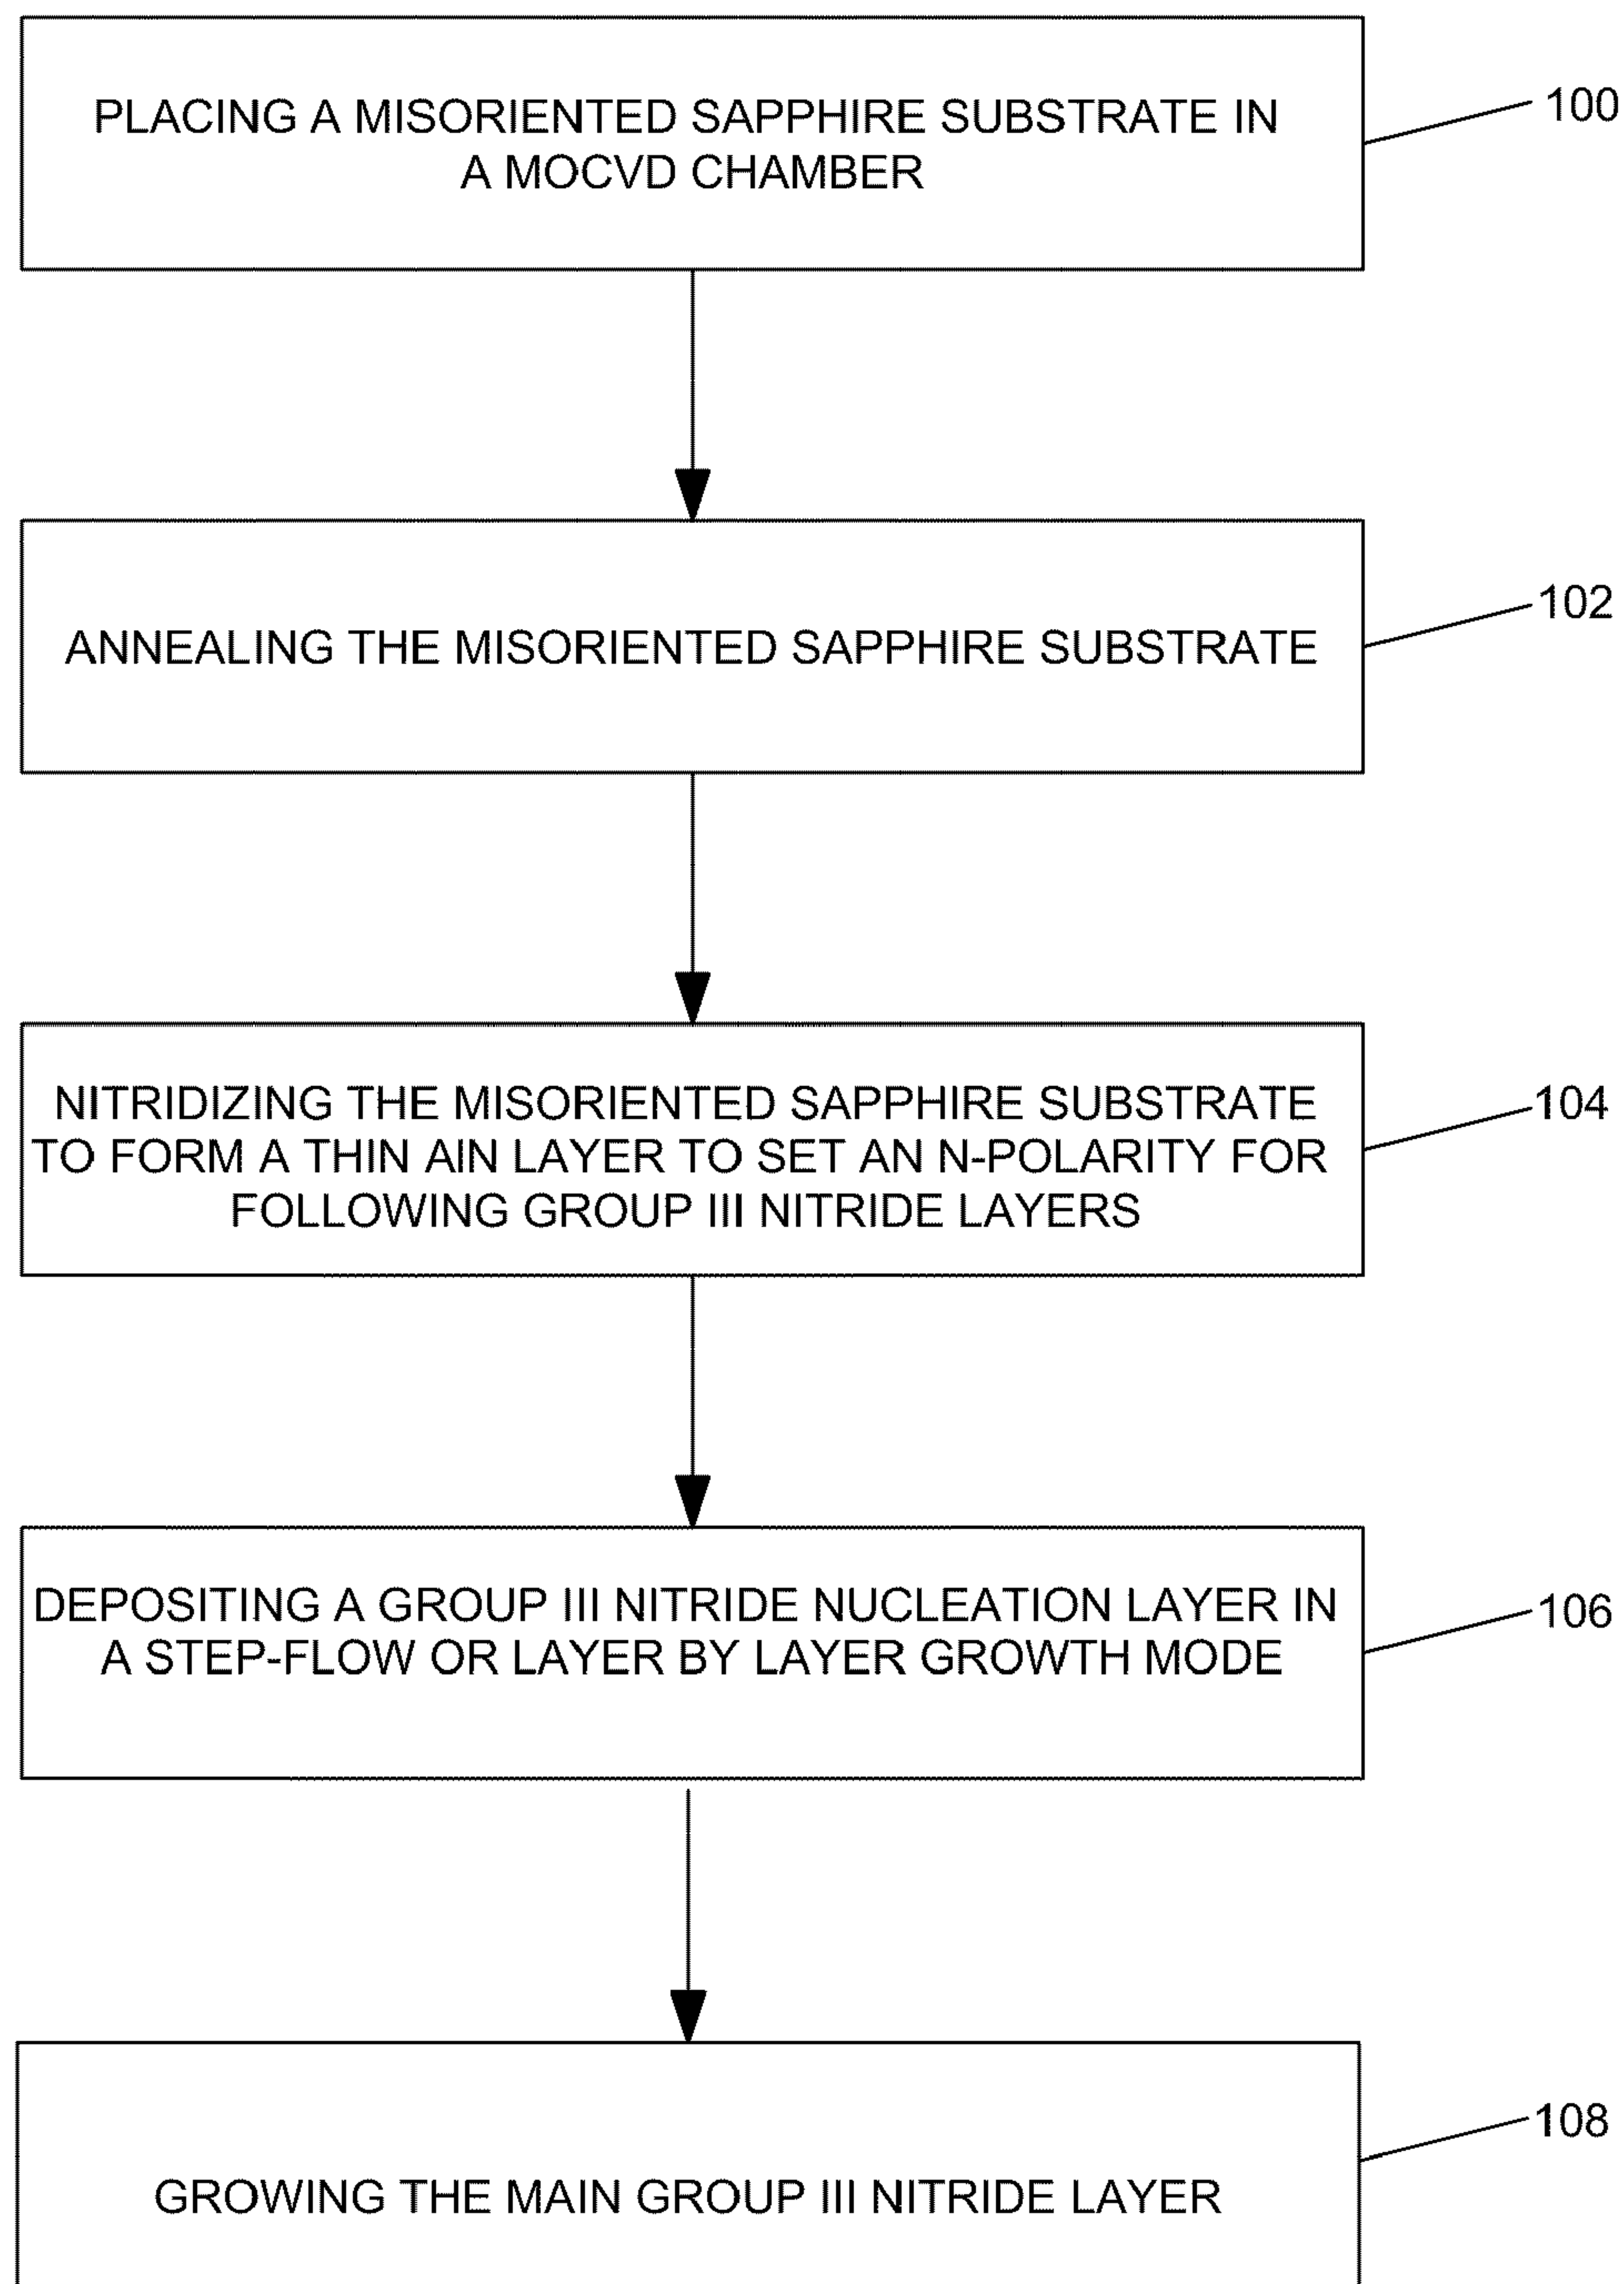 PLACING A MISORIENTED SAPPHIRE SUBSTRATE IN
A MOCVD CHAMBER
100
ANNEALING THE MISORIENTED SAPPHIRE SUBSTRATE
102
NITRIDIZING THE MISORIENTED SAPPHIRE SUBSTRATE
TO FORM A THIN AlN LAYER TO SET AN N-POLARITY FOR
FOLLOWING GROUP III NITRIDE LAYERS
104
DEPOSITING A GROUP III NITRIDE NUCLEATION LAYER IN
A STEP-FLOW OR LAYER BY LAYER GROWTH MODE
106
GROWING THE MAIN GROUP III NITRIDE LAYER
108